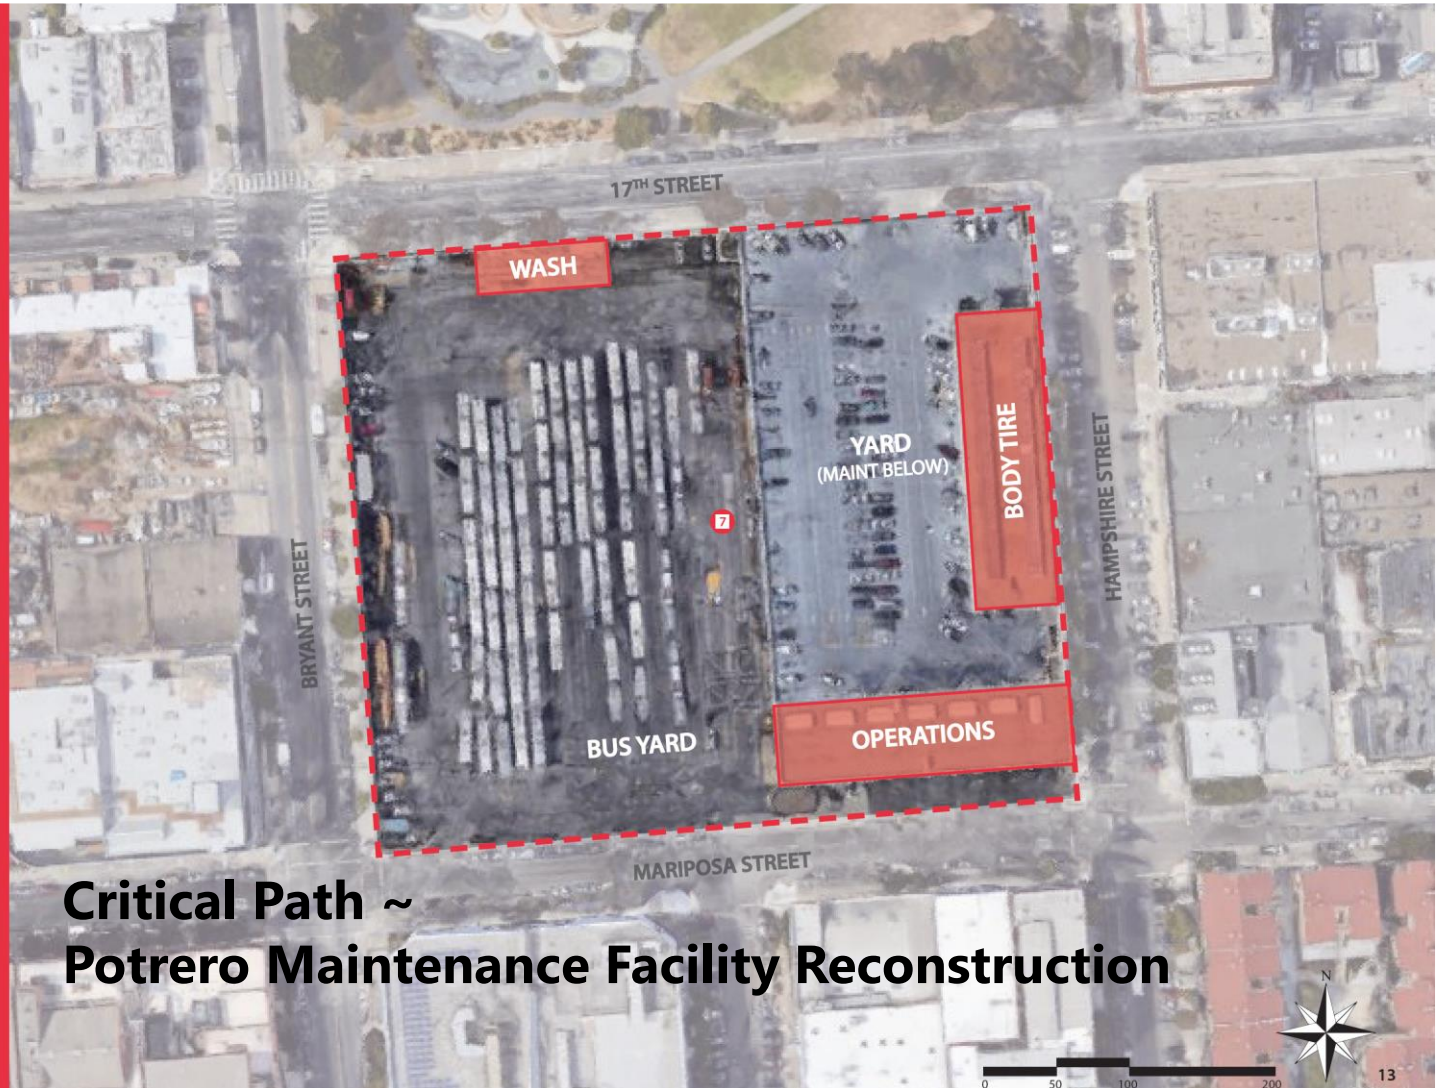 17TH STREET
WASH
YARD
(MAINT BELOW)
BODY TIRE
HAMPSHIRE STREET
7
BRYANT STREET
OPERATIONS
BUS YARD
MARIPOSA STREET
Critical Path ~
Potrero Maintenance Facility Reconstruction
N
0 50 100 200
13